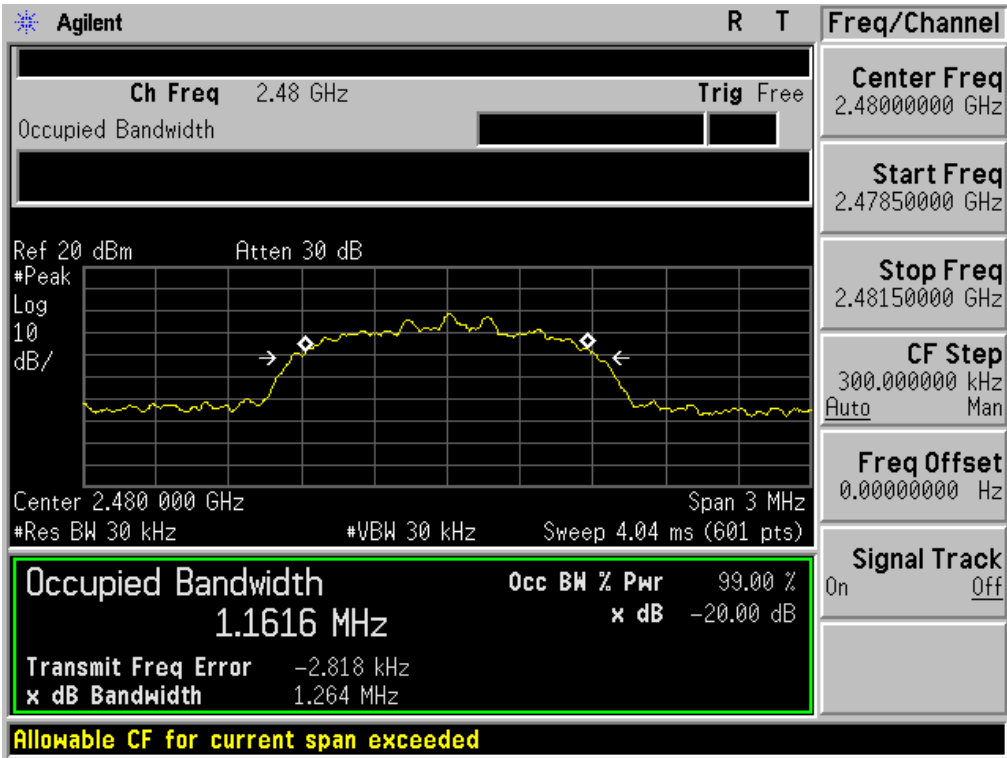 Agilent R T Freq/Channel
Ch Freq 2.48 GHz Trig Free
Occupied Bandwidth
Center Freq
2.48000000 GHz
Start Freq
2.47850000 GHz
Stop Freq
2.48150000 GHz
CF Step
300.000000 kHz
Auto Man
Freq Offset
0.00000000 Hz
Signal Track
On Off
Ref 20 dBm Atten 30 dB
#Peak
Log
10
dB/
Center 2.480 000 GHz Span 3 MHz
#Res BW 30 kHz #VBW 30 kHz Sweep 4.04 ms (601 pts)
Occupied Bandwidth Occ BW % Pwr 99.00 %
1.1616 MHz x dB -20.00 dB
Transmit Freq Error -2.818 kHz
x dB Bandwidth 1.264 MHz
Allowable CF for current span exceeded